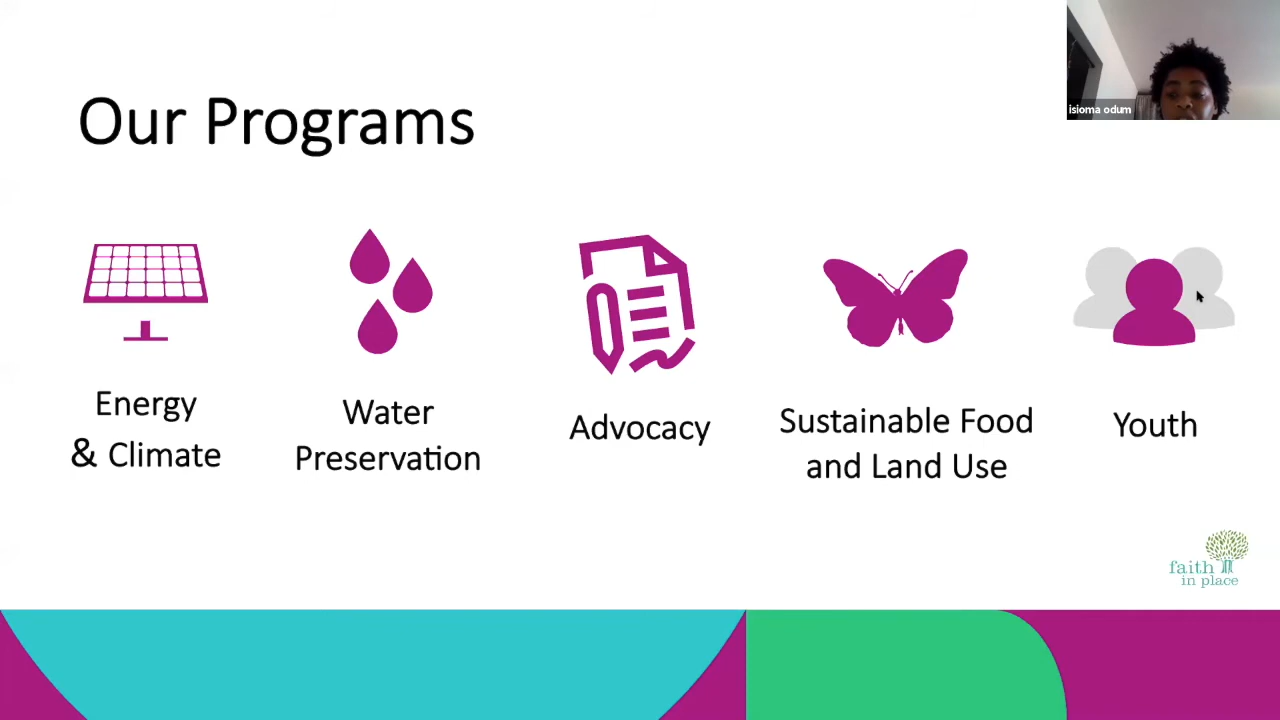 Our Programs
isioma odum
Energy
& Climate
Water
Preservation
Advocacy
Sustainable Food
and Land Use
Youth
faith
in place